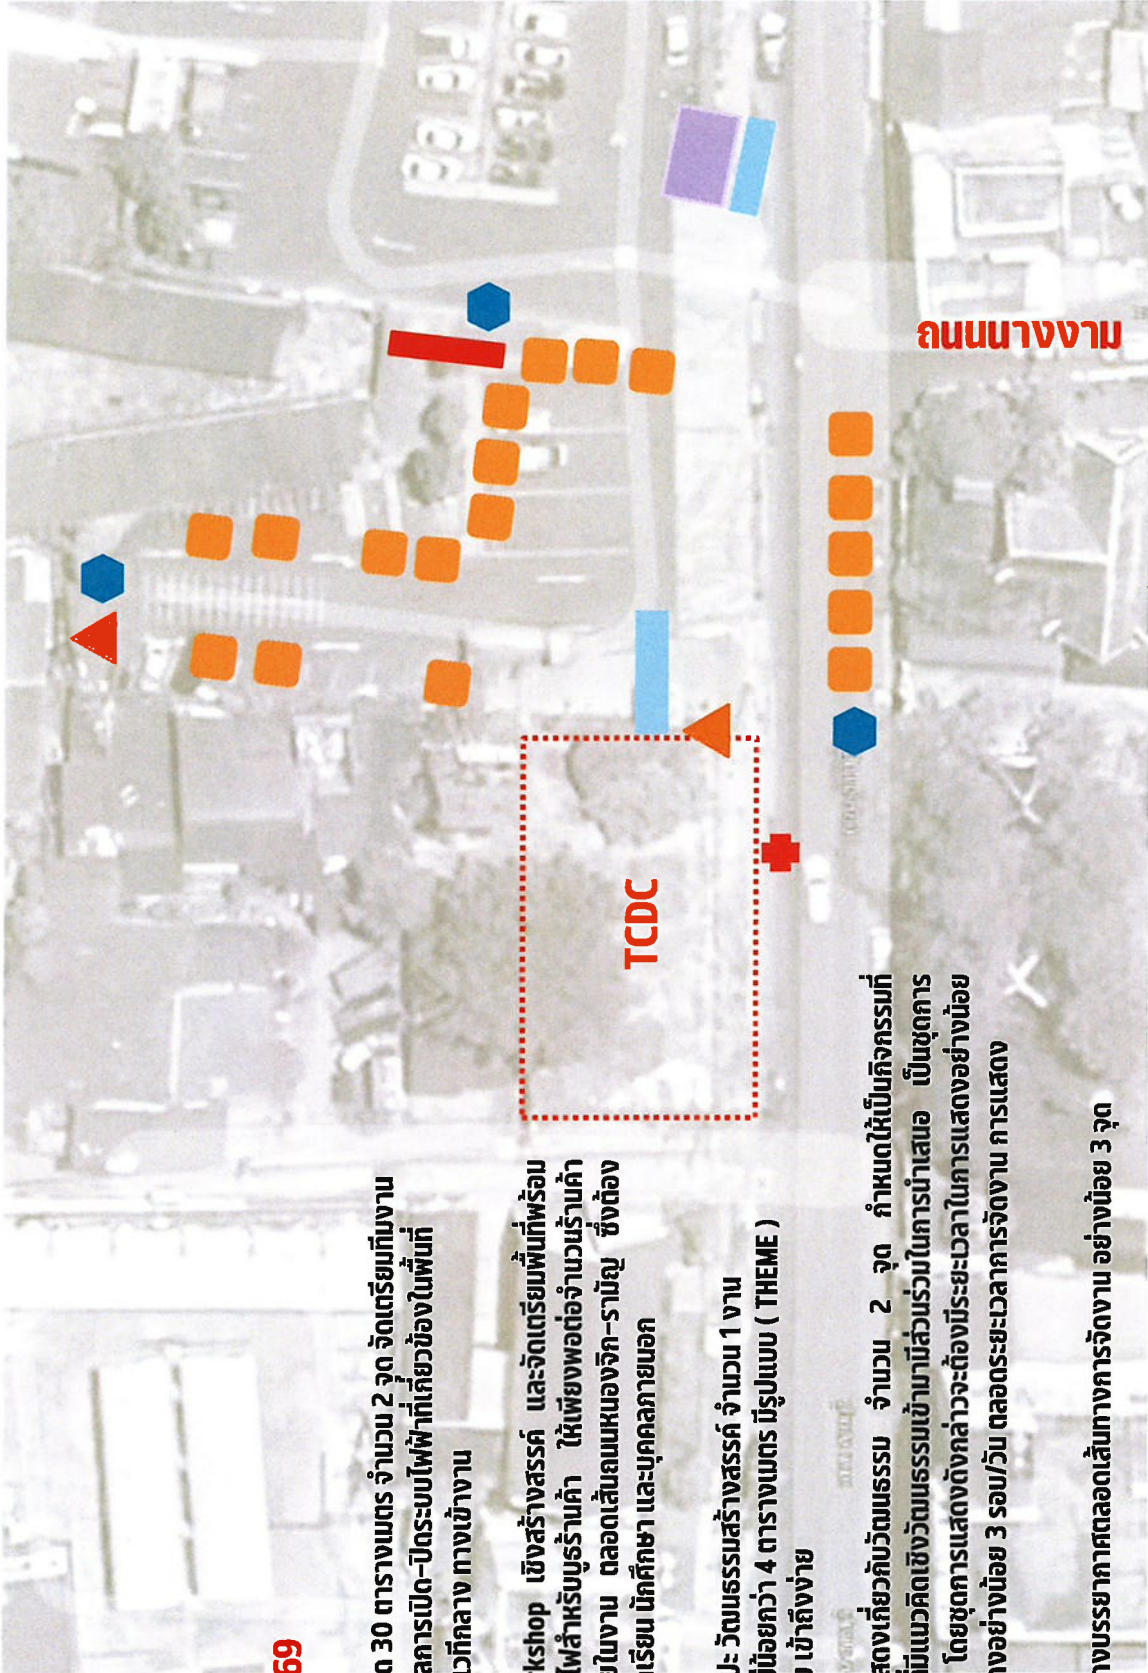 69
ด 30 ตารางเมตร จำนวน 2 จุด จัดเตรียมทีมงาน
ลการเปิด-ปิดระบบไฟฟ้าที่เกี่ยวข้องในพื้นที่
เวทีกลาง ทางเข้างาน
rkshop เชิงสร้างสรรค์ และจัดเตรียมพื้นที่พร้อม
ไฟสำหรับบูธร้านค้า ให้เพียงพอต่อจำนวนร้านค้า
ยในงาน ตลอดเส้นถนนหนองจิก-รามัญ ซึ่งต้อง
เรียน นักศึกษา และบุคคลภายนอก
ปะ วัฒนธรรมสร้างสรรค์ จำนวน 1 งาน
ไม่น้อยกว่า 4 ตารางเมตร มีรูปแบบ ( THEME )
เข้าถึงง่าย
สดงเกี่ยวกับวัฒนธรรม จำนวน 2 จุด กำหนดให้เป็นกิจกรรมที่
ที่มีแนวคิดเชิงวัฒนธรรมเข้ามามีส่วนร่วมในการนำเสนอ เป็นชุดการ
โดยชุดการแสดงดังกล่าวจะต้องมีระยะเวลาในการแสดงอย่างน้อย
งอย่างน้อย 3 รอบ/วัน ตลอดระยะเวลาการจัดงาน การแสดง
างบรรยากาศตลอดเส้นทางการจัดงาน อย่างน้อย 3 จุด
TCDC
ถนนนางงาม